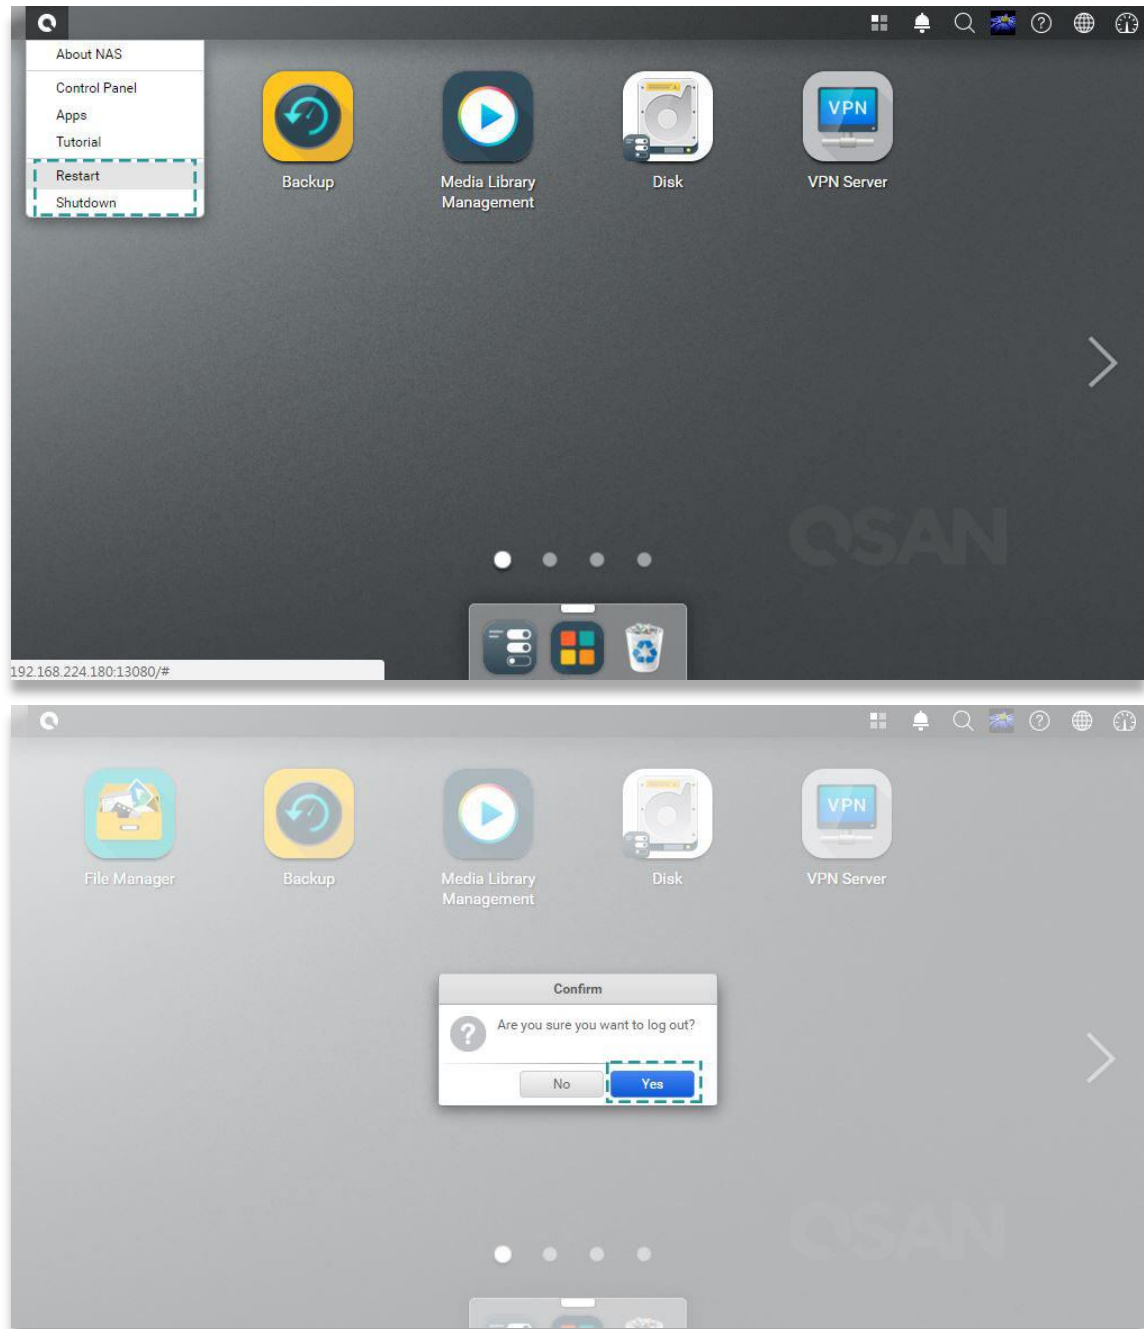 About NAS
Control Panel
Apps
Tutorial
Restart
Shutdown
Backup
Media Library
Management
Disk
VPN
VPN Server
QSAN
192.168.224.180:13080/#
File Manager
Backup
Media Library
Management
Disk
VPN
VPN Server
Confirm
Are you sure you want to log out?
No
Yes
QSAN